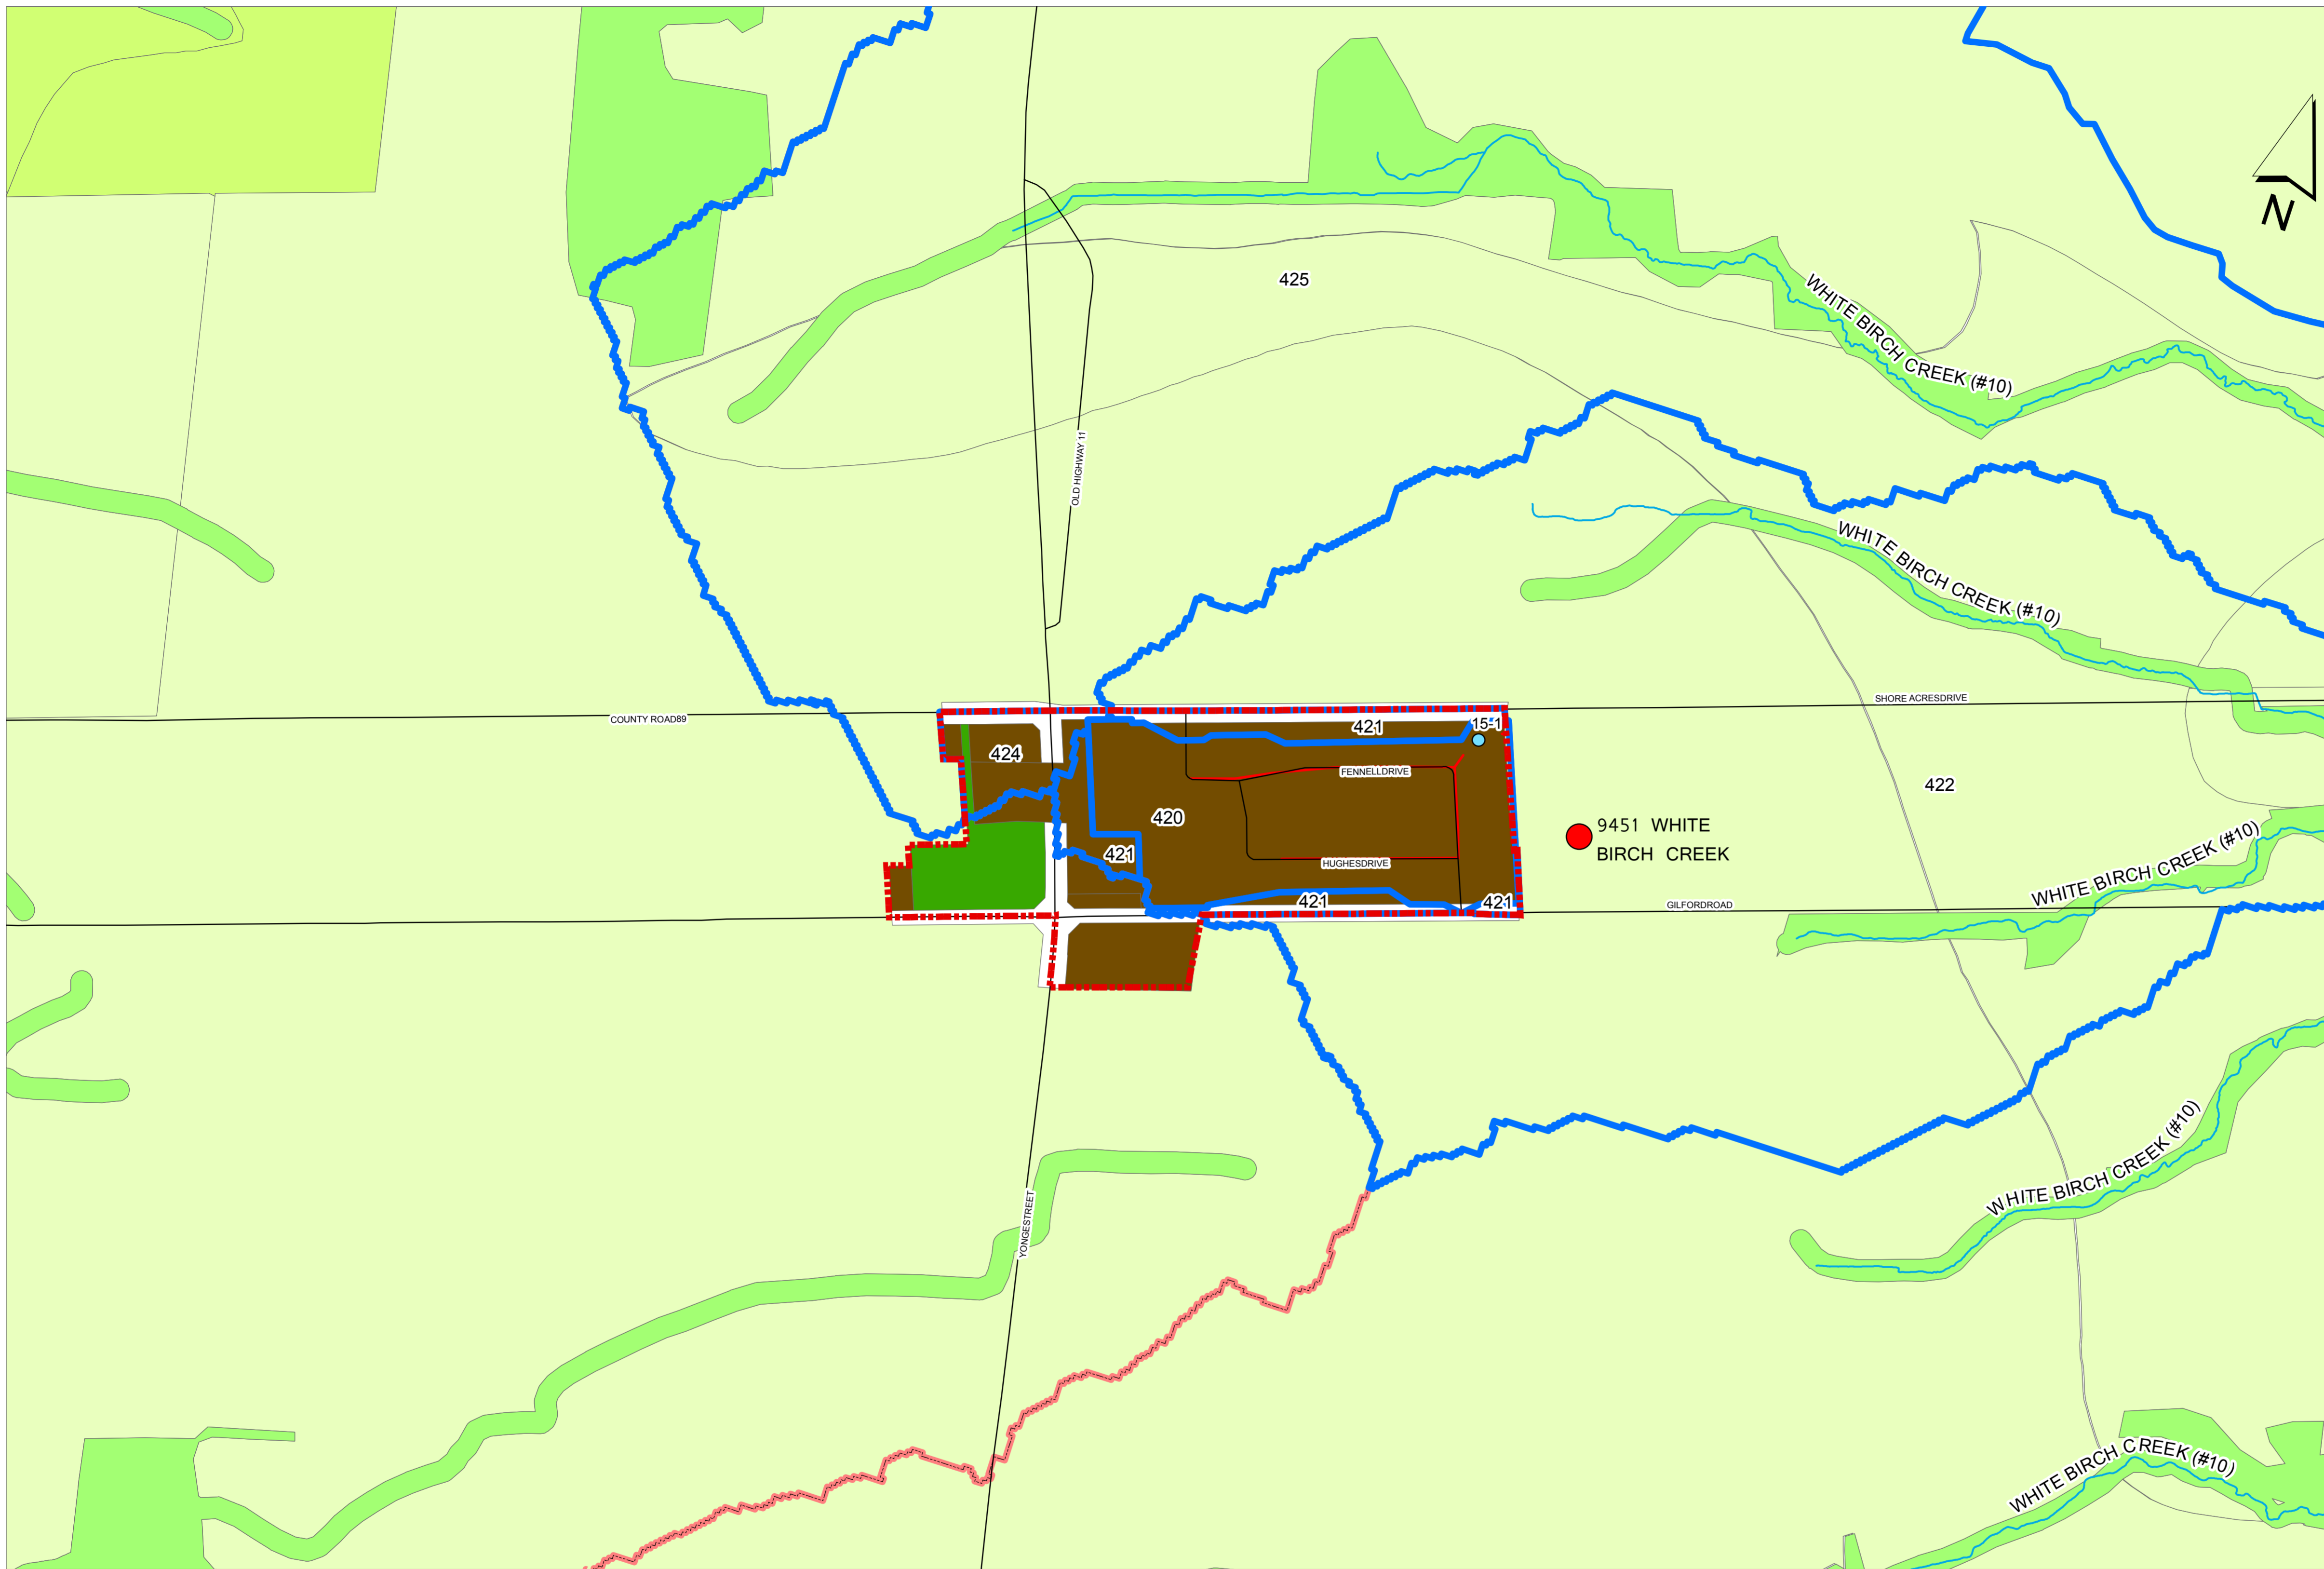 N
425
WHITE BIRCH CREEK (#10)
OLD HIGHWAY 11
WHITE BIRCH CREEK (#10)
SHORE ACRESDRIVE
COUNTY ROAD89
421
15-1
424
FENNELLDRIVE
422
420
9451 WHITE
BIRCH CREEK
421
HUGHESDRIVE
WHITE BIRCH CREEK (#10)
421
421
GILFORDROAD
WHITE BIRCH CREEK (#10)
YONGESTREET
WHITE BIRCH CREEK (#10)